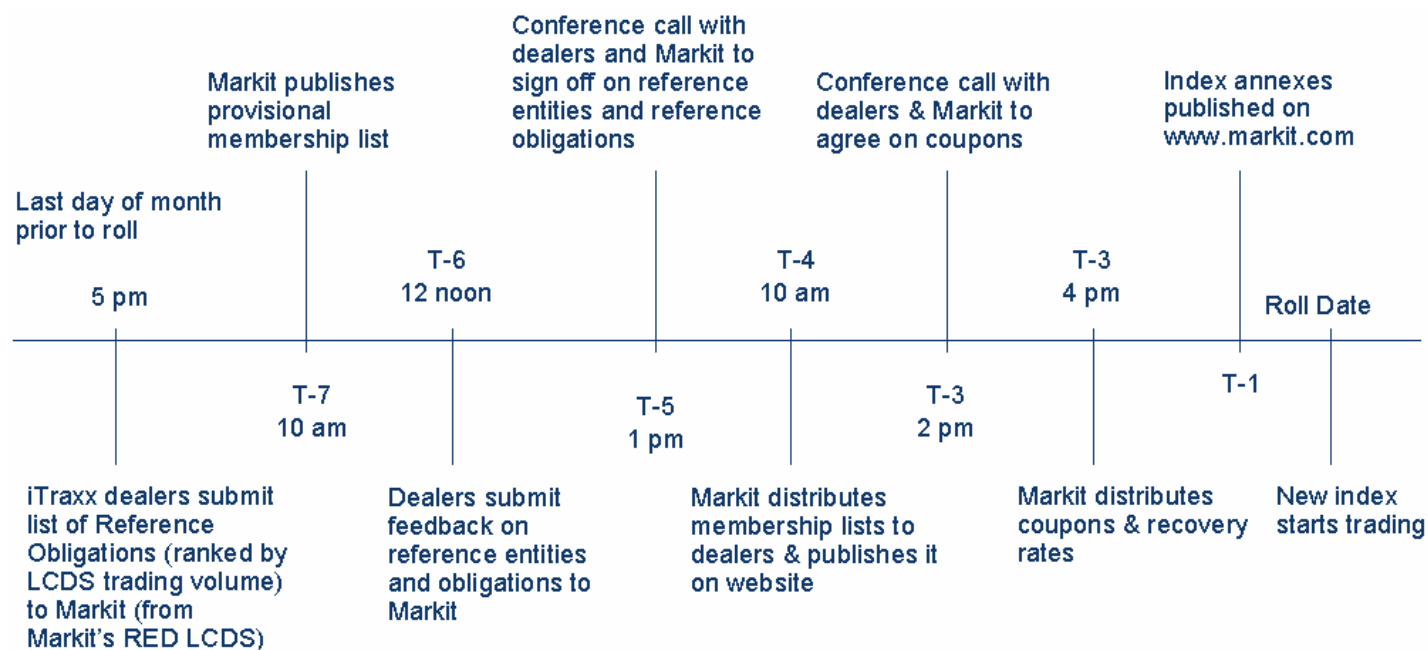 Last day of month
prior to roll
5 pm
iTraxx dealers submit
list of Reference
Obligations (ranked by
LCDS trading volume)
to Markit (from
Markit's RED LCDS)
Markit publishes
provisional
membership list
T-7
10 am
T-6
12 noon
Dealers submit
feedback on
reference entities
and obligations to
Markit
Conference call with
dealers and Markit to
sign off on reference
entities and reference
obligations
T-5
1 pm
T-4
10 am
Markit distributes
membership lists to
dealers & publishes it
on website
Conference call with
dealers & Markit to
agree on coupons
T-3
2 pm
T-3
4 pm
Markit distributes
coupons & recovery
rates
Index annexes
published on
www.markit.com
T-1
Roll Date
New index
starts trading